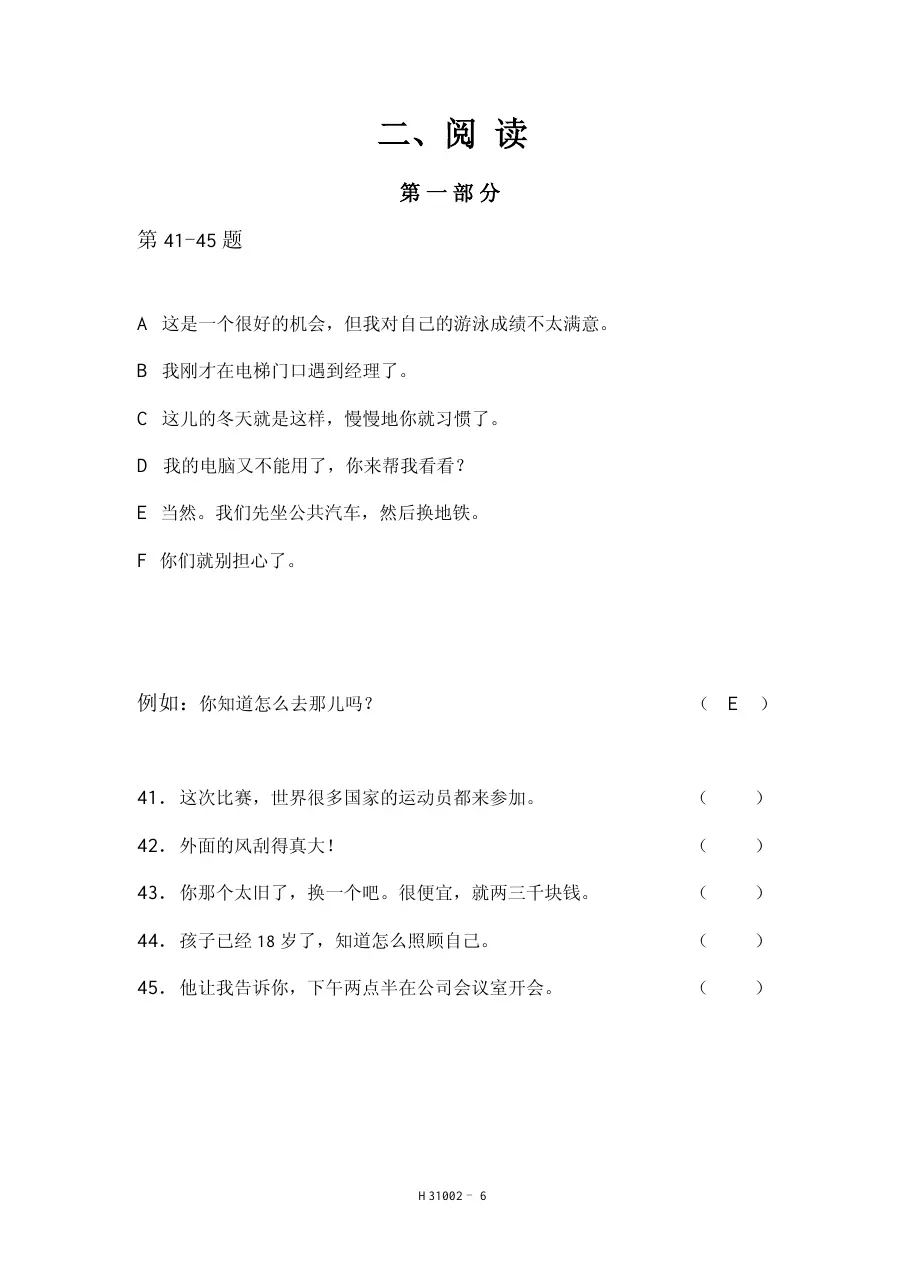 二、阅 读
第 一 部 分
第 41-45 题
A 这是一个很好的机会，但我对自己的游泳成绩不太满意。
B 我刚才在电梯门口遇到经理了。
C 这儿的冬天就是这样，慢慢地你就习惯了。
D 我的电脑又不能用了，你来帮我看看？
E 当然。我们先坐公共汽车，然后换地铁。
F 你们就别担心了。
例如：你知道怎么去那儿吗？ （ E ）
41．这次比赛，世界很多国家的运动员都来参加。 （ ）
42．外面的风刮得真大！ （ ）
43．你那个太旧了，换一个吧。很便宜，就两三千块钱。 （ ）
44．孩子已经 18 岁了，知道怎么照顾自己。 （ ）
45．他让我告诉你，下午两点半在公司会议室开会。 （ ）
H31002 - 6